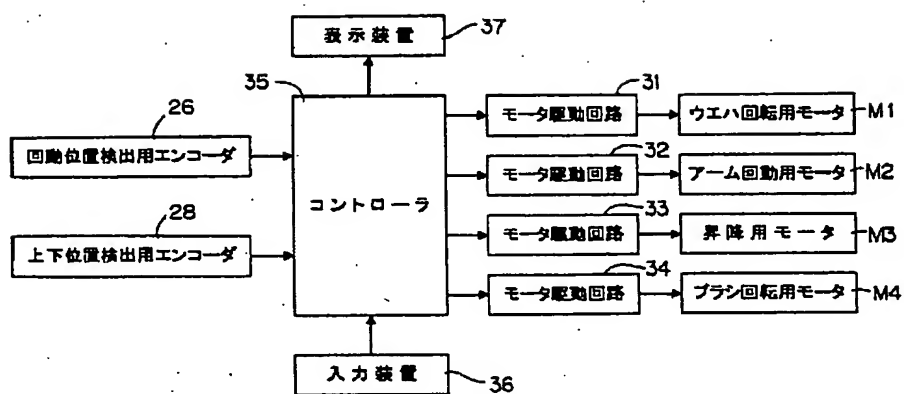 表示装置
37
35
31
モータ駆動回路
ウエハ回転用モータ
M1
26
回動位置検出用エンコーダ
32
モータ駆動回路
アーム回動用モータ
M2
コントローラ
33
モータ駆動回路
昇降用モータ
M3
28
上下位置検出用エンコーダ
34
モータ駆動回路
ブラシ回転用モータ
M4
入力装置
36